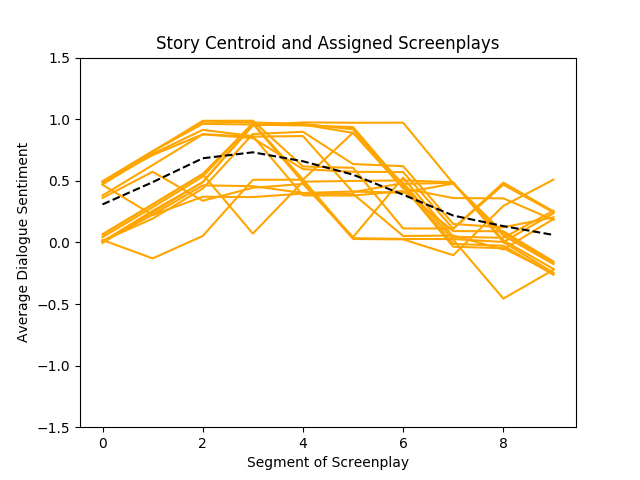 Story Centroid and Assigned Screenplays
1.5
1.0
0.5
0.0
−0.5
−1.0
−1.5
Average Dialogue Sentiment
0 2 4 6 8
Segment of Screenplay